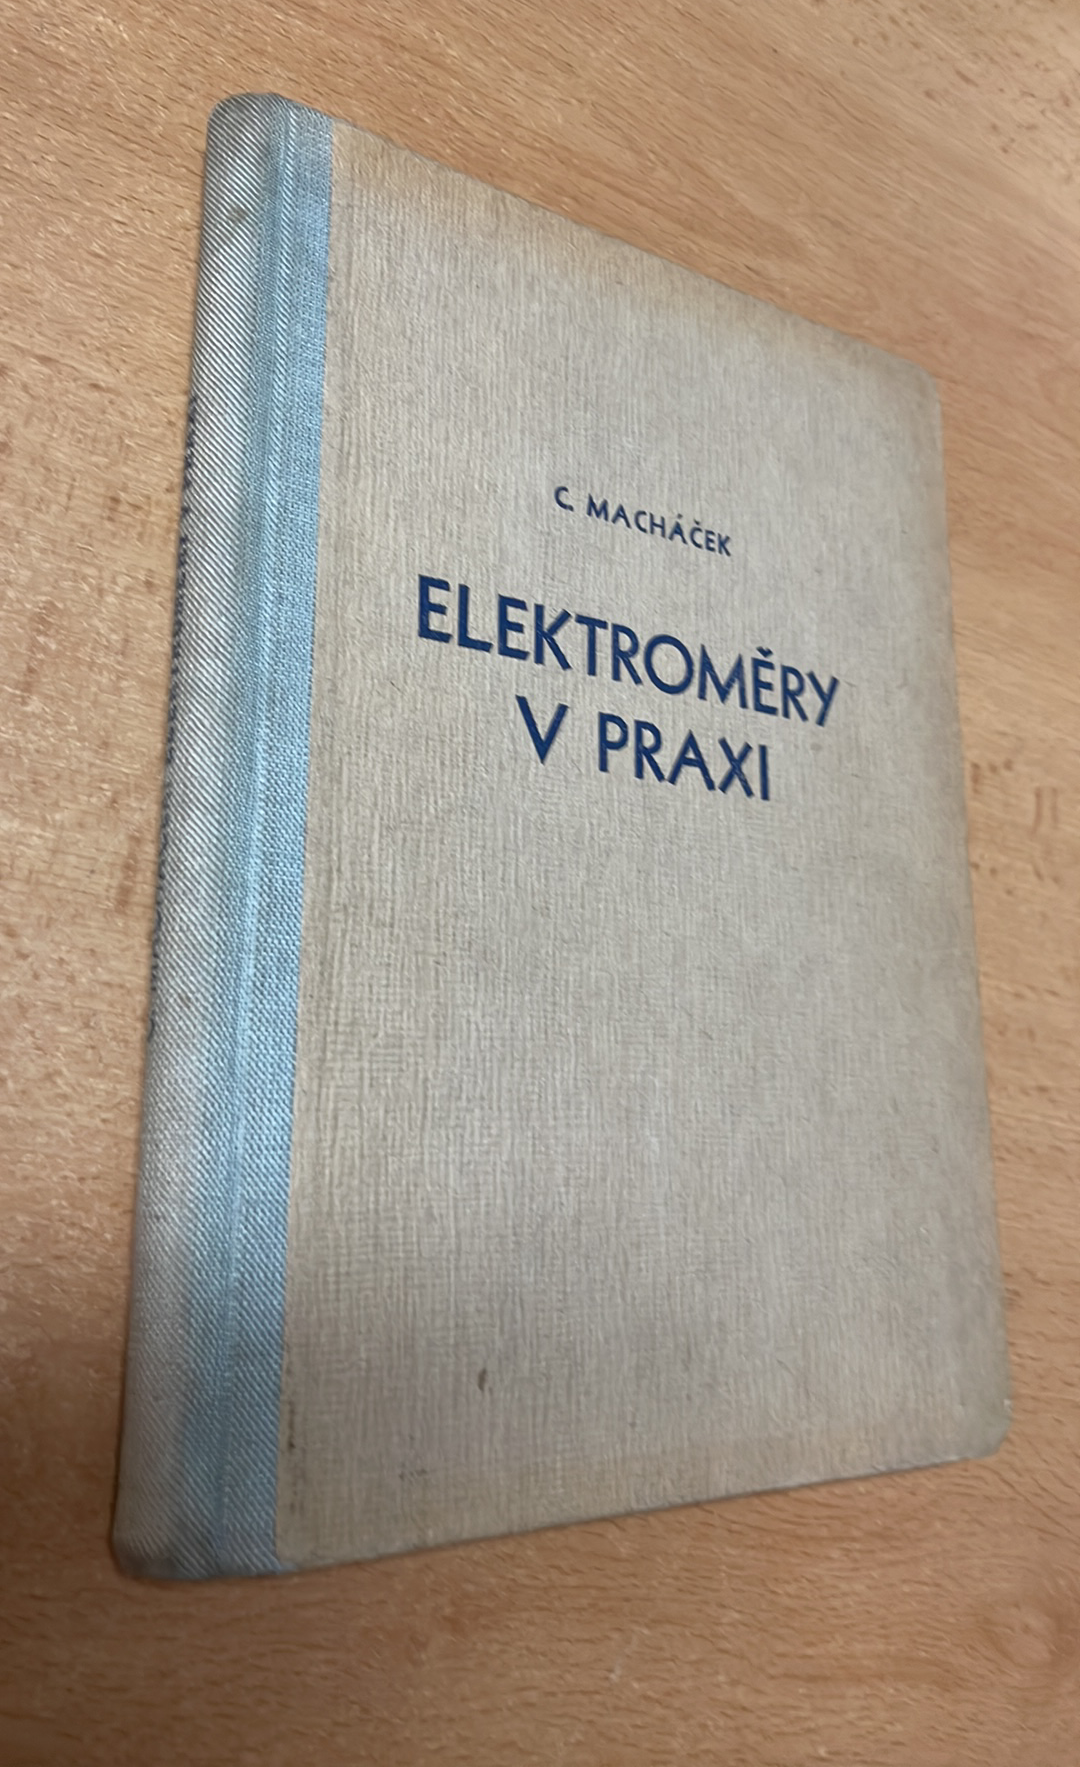 C. MACHÁČEK
ELEKTROMĚRY
V PRAXI